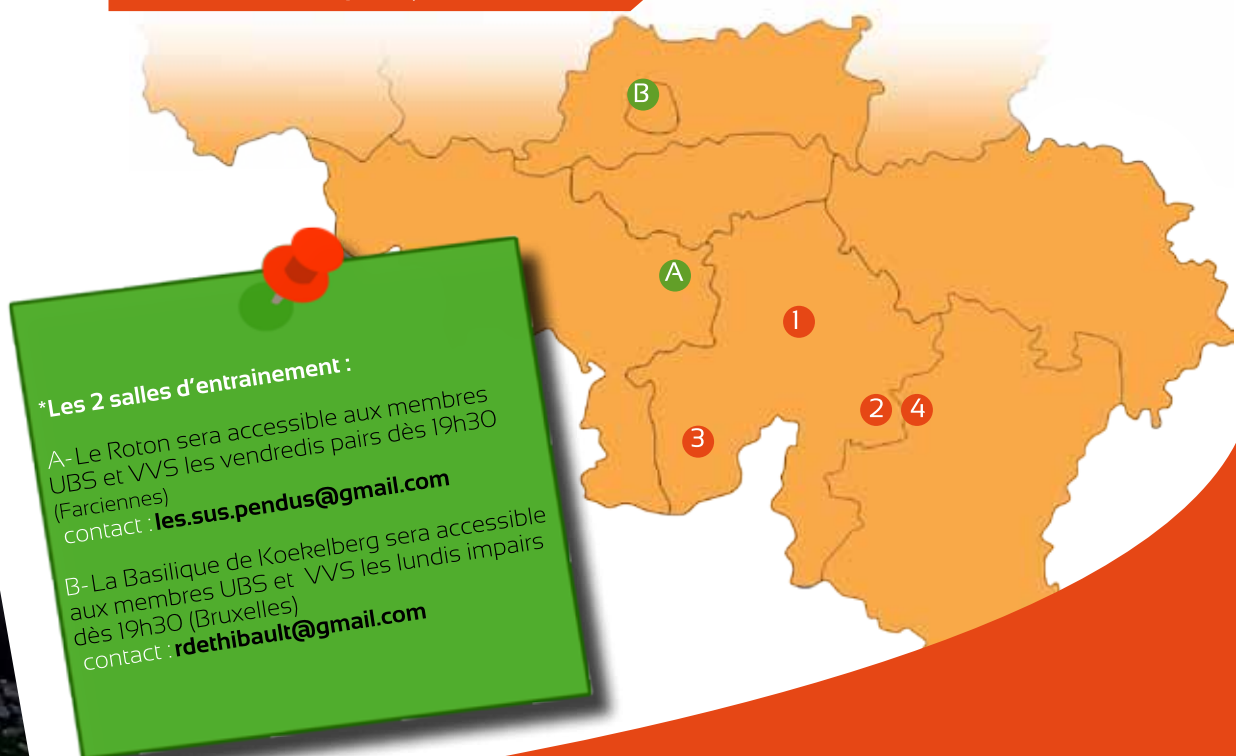 B
A
1
2
4
3
*Les 2 salles d'entrainement :
A-Le Roton sera accessible aux membres
UBS et VVS les vendredis pairs dès 19h30
(Farciennes)
contact : les.sus.pendus@gmail.com
B-La Basilique de Koekelberg sera accessible
aux membres UBS et VVS les lundis impairs
dès 19h30 (Bruxelles)
contact : rdethibault@gmail.com